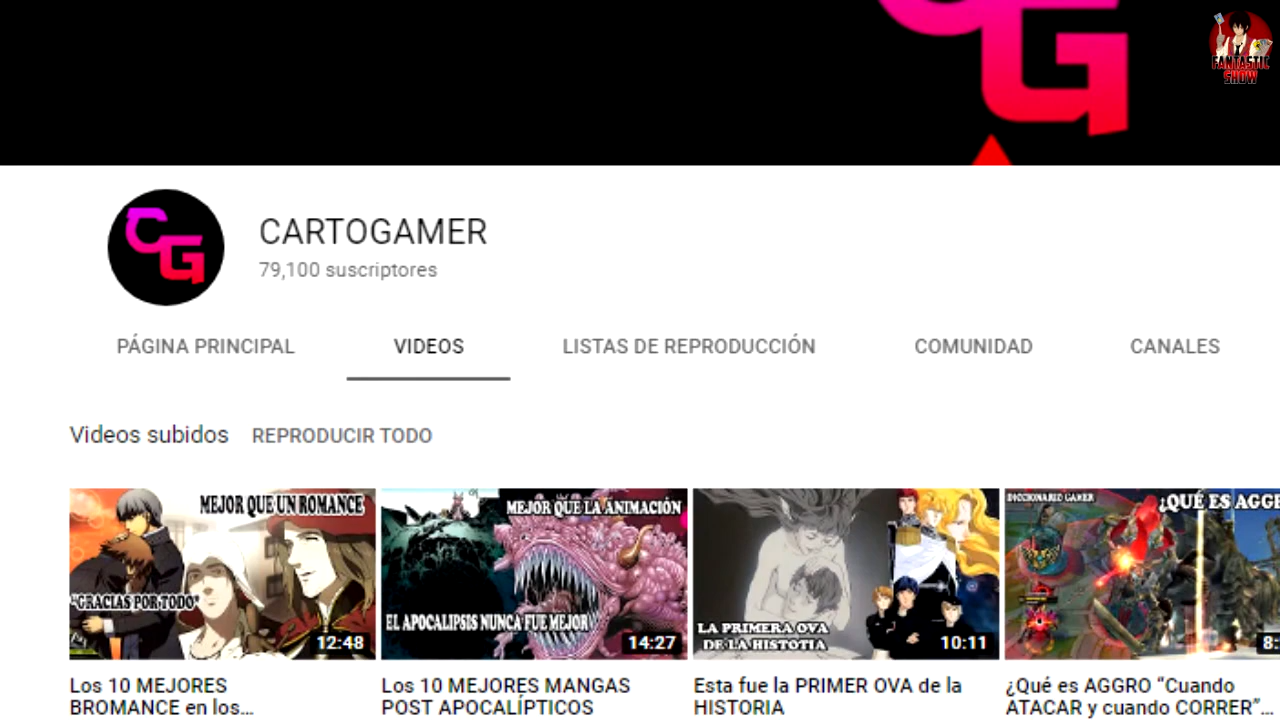 CG
FANTASTIC
SHOW
CG
CARTOGAMER
79,100 suscriptores
PÁGINA PRINCIPAL
VIDEOS
LISTAS DE REPRODUCCIÓN
COMUNIDAD
CANALES
Videos subidos
REPRODUCIR TODO
MEJOR QUE UN ROMANCE
"GRACIAS POR TODO"
12:48
MEJOR QUE LA ANIMACIÓN
EL APOCALIPSIS NUNCA FUE MEJOR
14:27
LA PRIMERA OVA
DE LA HISTOTIA
10:11
DICCIONARIO GAMER
¿QUÉ ES AGGR
8:
Los 10 MEJORES
BROMANCE en los...
Los 10 MEJORES MANGAS
POST APOCALÍPTICOS
Esta fue la PRIMER OVA de la
HISTORIA
¿Qué es AGGRO “Cuando
ATACAR y cuando CORRER”...